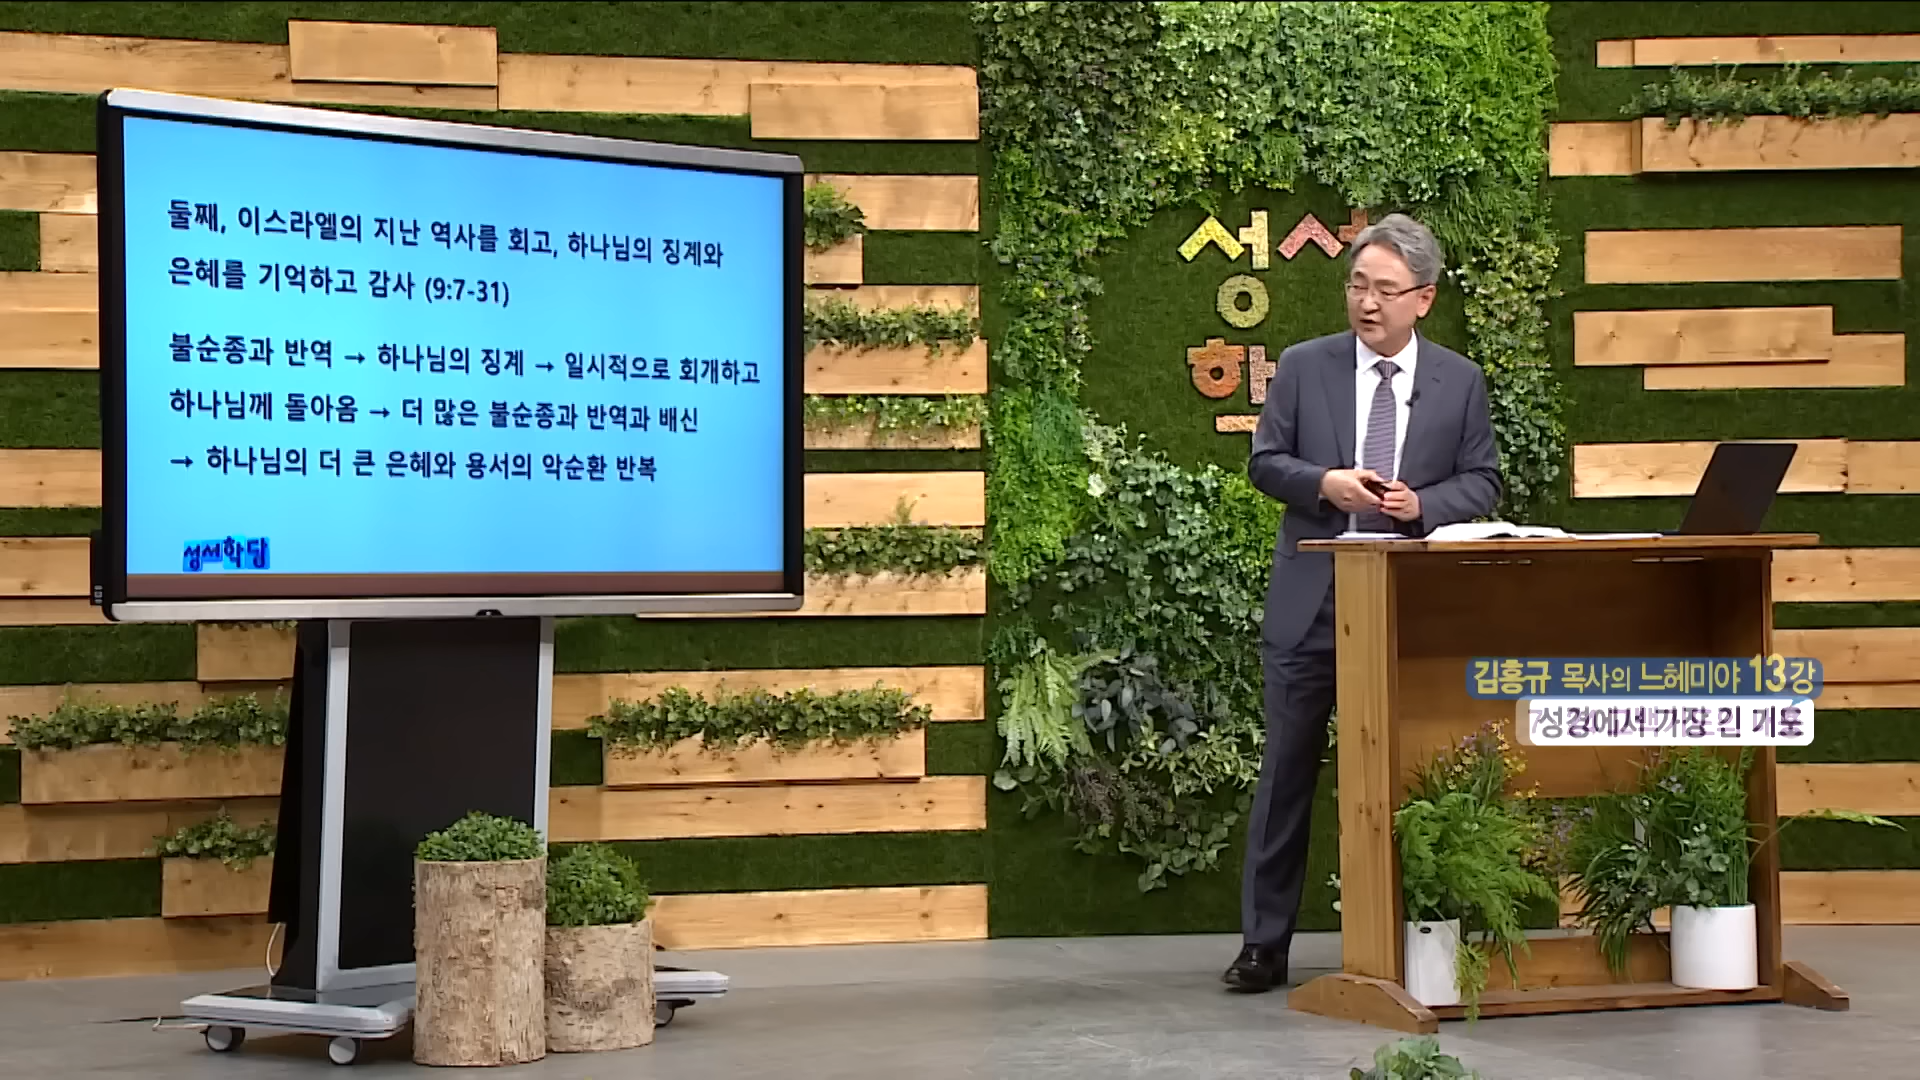 둘째, 이스라엘의 지난 역사를 회고, 하나님의 징계와
은혜를 기억하고 감사 (9:7-31)
불순종과 반역 → 하나님의 징계 → 일시적으로 회개하고
하나님께 돌아옴 → 더 많은 불순종과 반역과 배신
→ 하나님의 더 큰 은혜와 용서의 악순환 반복
성서학당
성서
학
김흥규 목사의 느헤미야 13강
성경에서 가장 긴 기도